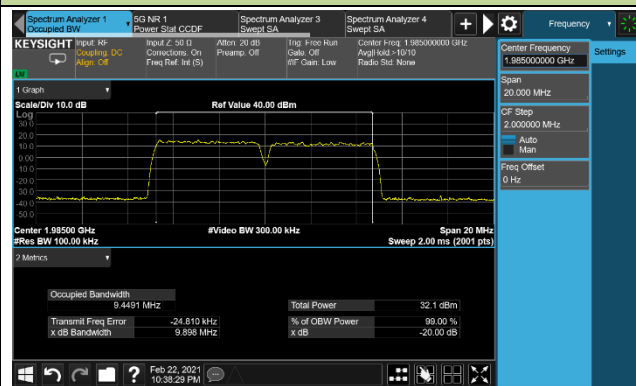 Spectrum Analyzer 1
Occupied BW
5G NR 1
Power Stat CCDF
Spectrum Analyzer 3
Swept SA
Spectrum Analyzer 4
Swept SA
+
Frequency
KEYSIGHT
Input: RF
Coupling: DC
Align: Off
Input Z: 50 Ω
Corrections: On
Freq Ref: Int (S)
Atten: 20 dB
Preamp: Off
Trig: Free Run
Gate: Off
#IF Gain: Low
Center Freq: 1.985000000 GHz
Avg|Hold:>10/10
Radio Std: None
Center Frequency
1.985000000 GHz
Settings
Span
20.000 MHz
CF Step
2.000000 MHz
Auto
Man
Freq Offset
0 Hz
1 Graph
Scale/Div 10.0 dB
Ref Value 40.00 dBm
Log
30.0
20.0
10.0
0.00
-10.0
-20.0
-30.0
-40.0
-50.0
Center 1.98500 GHz
#Video BW 300.00 kHz
Span 20 MHz
#Res BW 100.00 kHz
Sweep 2.00 ms (2001 pts)
2 Metrics
Occupied Bandwidth
9.4491 MHz
Total Power
32.1 dBm
Transmit Freq Error
-24.810 kHz
% of OBW Power
99.00 %
x dB Bandwidth
9.898 MHz
x dB
-20.00 dB
?
Feb 22, 2021
10:38:29 PM